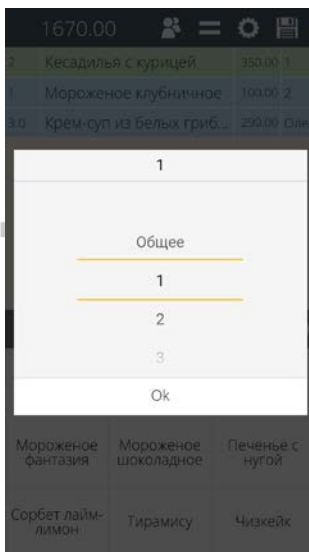 1670.00
2 Кесадилья с курицей 350.00 1
1 Мороженое клубничное 100.00 2
3.0 Крем-суп из белых гриб... 290.00
1
Общее
1
2
3
Ok
Мороженое фантазия
Мороженое шоколадное
Печенье с нугой
Сорбет лайм-лимон
Тирамису
Чизкейк